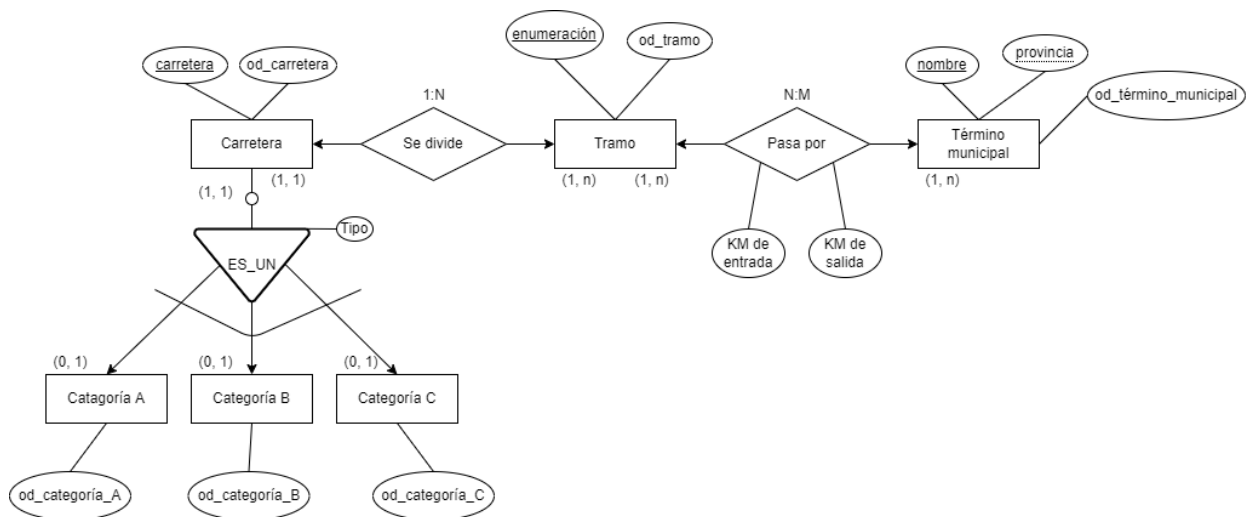 enumeración
od_tramo
carretera
od_carretera
nombre
provincia
od_término_municipal
1:N
N:M
Carretera
Se divide
Tramo
Pasa por
Término
municipal
(1, 1)
(1, 1)
(1, n)
(1, n)
(1, n)
Tipo
KM de
entrada
KM de
salida
ES_UN
(0, 1)
(0, 1)
(0, 1)
Catagoría A
Categoría B
Categoría C
od_categoría_A
od_categoría_B
od_categoría_C